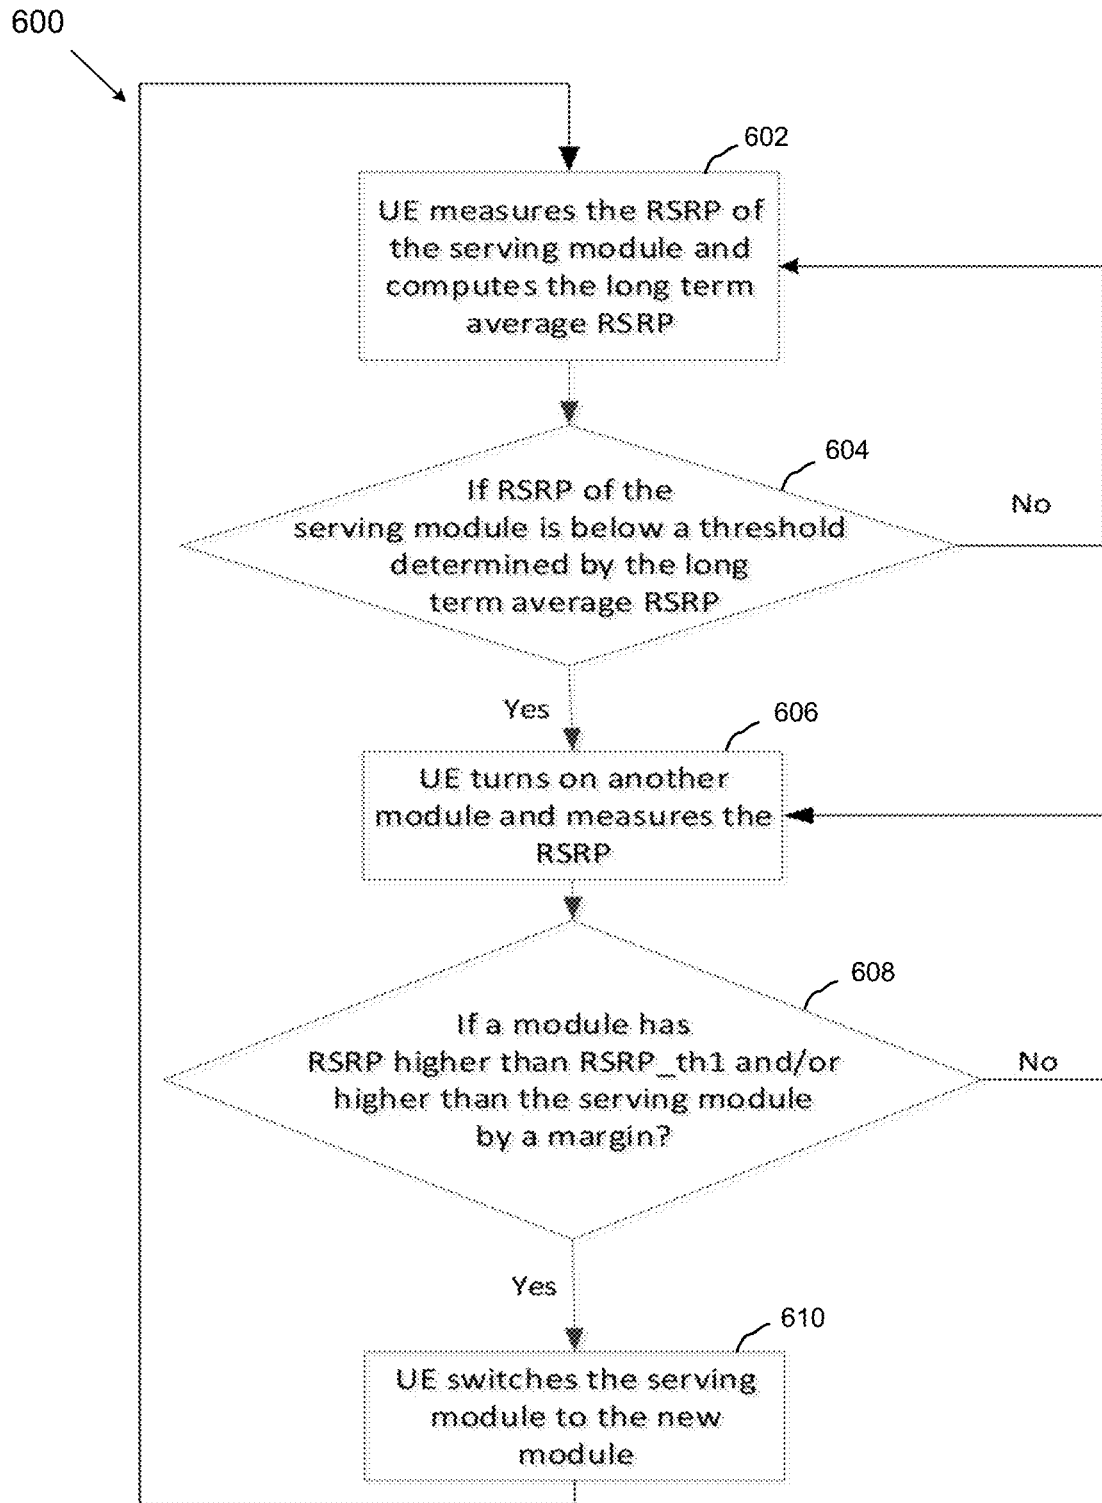 600
602
UE measures the RSRP of
the serving module and
computes the long term
average RSRP
604
If RSRP of the
serving module is below a threshold
determined by the long
term average RSRP
No
Yes
606
UE turns on another
module and measures the
RSRP
608
If a module has
RSRP higher than RSRP_th1 and/or
higher than the serving module
by a margin?
No
Yes
610
UE switches the serving
module to the new
module